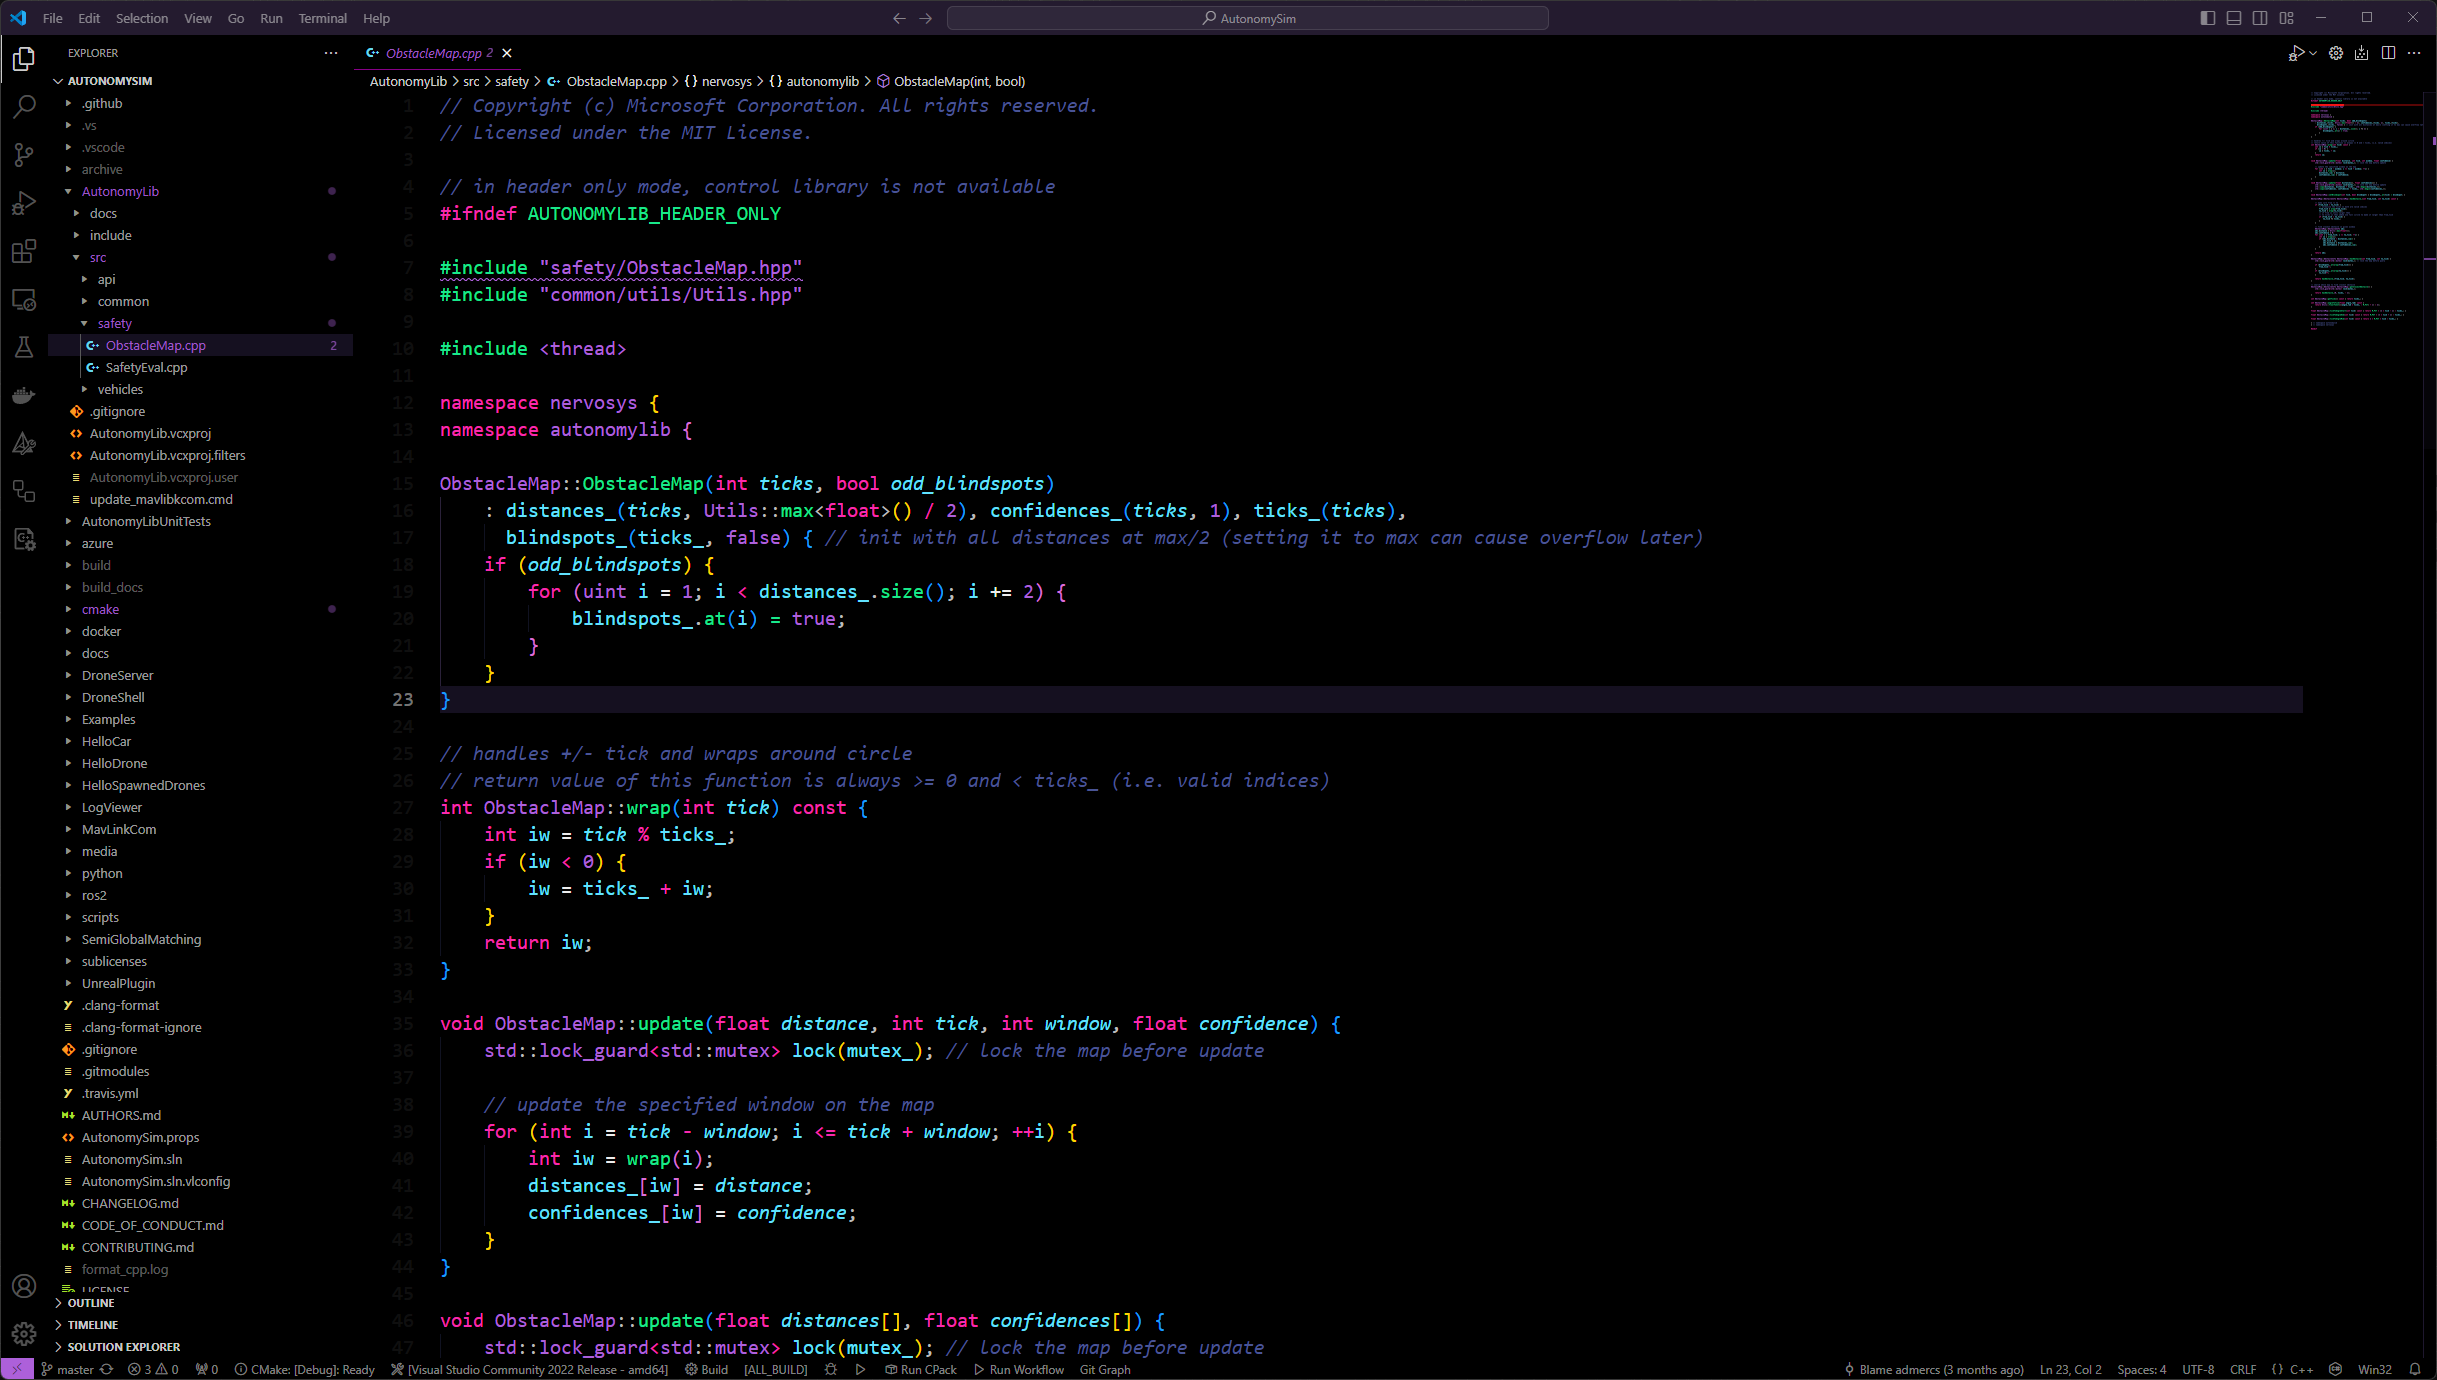 File Edit Selection View Go Run Terminal Help
AutonomySim
EXPLORER
AUTONOMYSIM
.github
.vs
.vscode
archive
AutonomyLib
docs
include
src
api
common
safety
ObstacleMap.cpp 2
SafetyEval.cpp
vehicles
.gitignore
AutonomyLib.vcxproj
AutonomyLib.vcxproj.filters
AutonomyLib.vcxproj.user
update_mavlibkcom.cmd
AutonomyLibUnitTests
azure
build
build_docs
cmake
docker
docs
DroneServer
DroneShell
Examples
HelloCar
HelloDrone
HelloSpawnedDrones
LogViewer
MavLinkCom
media
python
ros2
scripts
SemiGlobalMatching
sublicenses
UnrealPlugin
.clang-format
.clang-format-ignore
.gitignore
.gitmodules
.travis.yml
AUTHORS.md
AutonomySim.props
AutonomySim.sln
AutonomySim.sln.vlconfig
CHANGELOG.md
CODE_OF_CONDUCT.md
CONTRIBUTING.md
format_cpp.log
LICENSE
OUTLINE
TIMELINE
SOLUTION EXPLORER
ObstacleMap.cpp 2
AutonomyLib > src > safety > ObstacleMap.cpp > {} nervosys > {} autonomylib > ObstacleMap(int, bool)
1 // Copyright (c) Microsoft Corporation. All rights reserved.
2 // Licensed under the MIT License.
3
4 // in header only mode, control library is not available
5 #ifndef AUTONOMYLIB_HEADER_ONLY
6
7 #include "safety/ObstacleMap.hpp"
8 #include "common/utils/Utils.hpp"
9
10 #include <thread>
11
12 namespace nervosys {
13 namespace autonomylib {
14
15 ObstacleMap::ObstacleMap(int ticks, bool odd_blindspots)
16 : distances_(ticks, Utils::max<float>() / 2), confidences_(ticks, 1), ticks_(ticks),
17 blindspots_(ticks_, false) { // init with all distances at max/2 (setting it to max can cause overflow later)
18 if (odd_blindspots) {
19 for (uint i = 1; i < distances_.size(); i += 2) {
20 blindspots_.at(i) = true;
21 }
22 }
23 }
24
25 // handles +/- tick and wraps around circle
26 // return value of this function is always >= 0 and < ticks_ (i.e. valid indices)
27 int ObstacleMap::wrap(int tick) const {
28 int iw = tick % ticks_;
29 if (iw < 0) {
30 iw = ticks_ + iw;
31 }
32 return iw;
33 }
34
35 void ObstacleMap::update(float distance, int tick, int window, float confidence) {
36 std::lock_guard<std::mutex> lock(mutex_); // lock the map before update
37
38 // update the specified window on the map
39 for (int i = tick - window; i <= tick + window; ++i) {
40 int iw = wrap(i);
41 distances_[iw] = distance;
42 confidences_[iw] = confidence;
43 }
44 }
45
46 void ObstacleMap::update(float distances[], float confidences[]) {
47 std::lock_guard<std::mutex> lock(mutex_); // lock the map before update
master 3 0 0 CMake: [Debug]: Ready [Visual Studio Community 2022 Release - amd64] Build [ALL_BUILD] Run CPack Run Workflow Git Graph Blame admercs (3 months ago) Ln 23, Col 2 Spaces: 4 UTF-8 CRLF {} C++ Win32